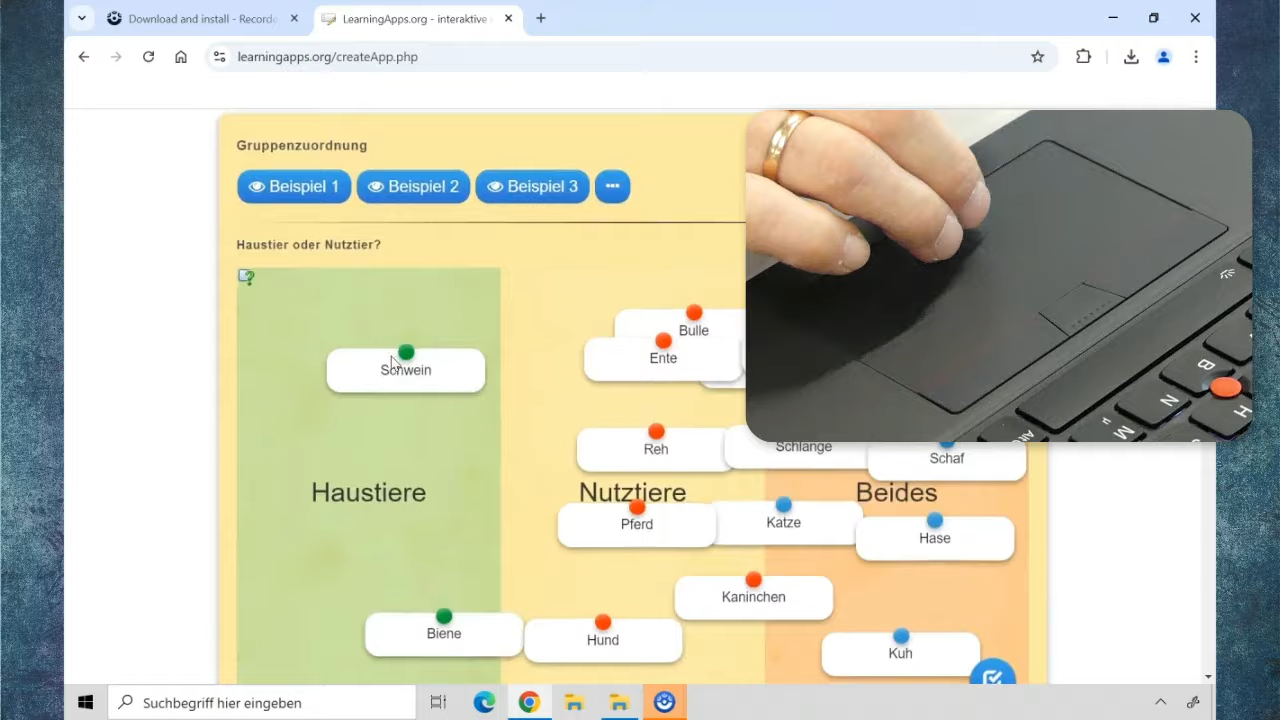 Download and install - Recorde
LearningApps.org - interaktive
learningapps.org/createApp.php
Gruppenzuordnung
Beispiel 1
Beispiel 2
Beispiel 3
...
Haustier oder Nutztier?
Bulle
Ente
Schwein
Reh
Schlange
Schaf
Haustiere
Nutztiere
Beides
Pferd
Katze
Hase
Kaninchen
Biene
Hund
Kuh
B
N
H
M
µ
Suchbegriff hier eingeben